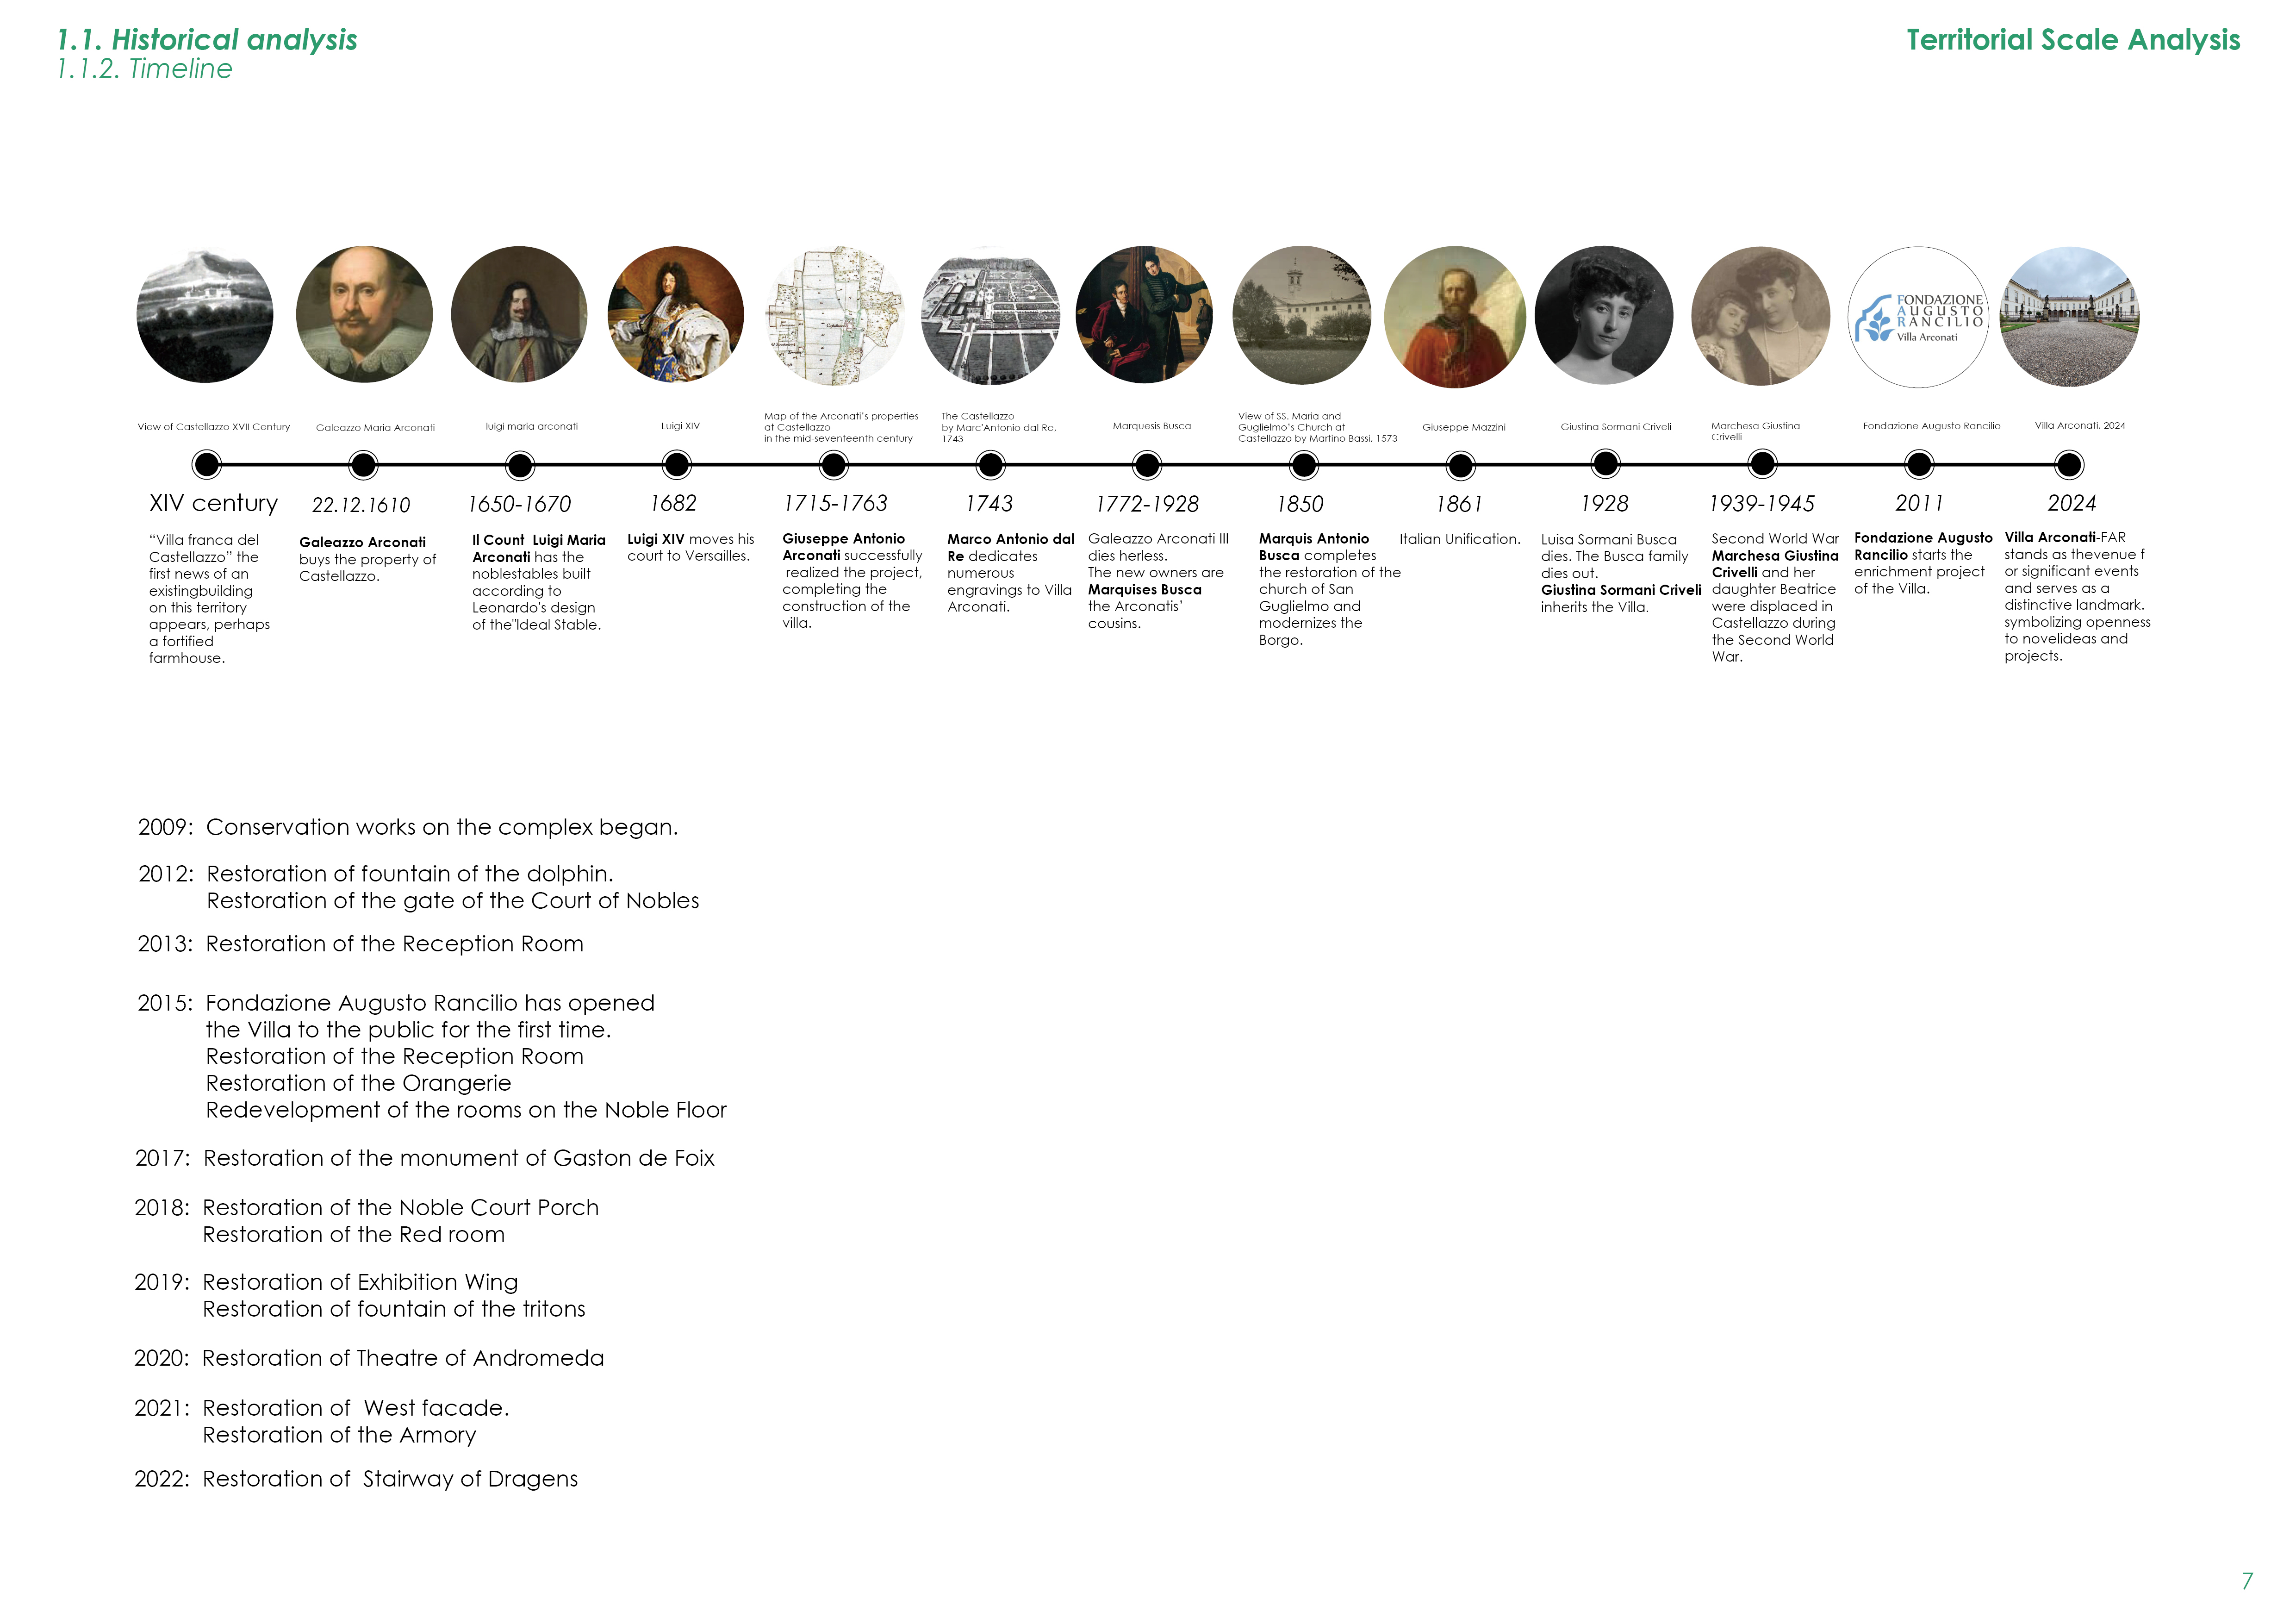 1.1. Historical analysis
1.1.2. Timeline
Territorial Scale Analysis
FONDAZIONE
AUGUSTO
RANCILIO
Villa Arconati
View of Castellazzo XVII Century
Galeazzo Maria Arconati
luigi maria arconati
Luigi XIV
Map of the Arconati's properties
at Castellazzo
in the mid-seventeenth century
The Castellazzo
by Marc'Antonio dal Re,
1743
Marquesis Busca
View of SS. Maria and
Guglielmo's Church at
Castellazzo by Martino Bassi, 1573
Giuseppe Mazzini
Giustina Sormani Criveli
Marchesa Giustina
Crivelli
Fondazione Augusto Rancilio
Villa Arconati, 2024
XIV century
"Villa franca del
Castellazzo" the
first news of an
existingbuilding
on this territory
appears, perhaps
a fortified
farmhouse.
22.12.1610
Galeazzo Arconati
buys the property of
Castellazzo.
1650-1670
Il Count  Luigi Maria
Arconati has the
noblestables built
according to
Leonardo's design
of the"Ideal Stable.
1682
Luigi XIV moves his
court to Versailles.
1715-1763
Giuseppe Antonio
Arconati successfully
realized the project,
completing the
construction of the
villa.
1743
Marco Antonio dal
Re dedicates
numerous
engravings to Villa
Arconati.
1772-1928
Galeazzo Arconati III
dies herless.
The new owners are
Marquises Busca
the Arconatis'
cousins.
1850
Marquis Antonio
Busca completes
the restoration of the
church of San
Guglielmo and
modernizes the
Borgo.
1861
Italian Unification.
1928
Luisa Sormani Busca
dies. The Busca family
dies out.
Giustina Sormani Criveli
inherits the Villa.
1939-1945
Second World War
Marchesa Giustina
Crivelli and her
daughter Beatrice
were displaced in
Castellazzo during
the Second World
War.
2011
Fondazione Augusto
Rancilio starts the
enrichment project
of the Villa.
2024
Villa Arconati-FAR
stands as thevenue f
or significant events
and serves as a
distinctive landmark,
symbolizing openness
to novelideas and
projects.
2009: Conservation works on the complex began.
2012: Restoration of fountain of the dolphin.
Restoration of the gate of the Court of Nobles
2013: Restoration of the Reception Room
2015: Fondazione Augusto Rancilio has opened
the Villa to the public for the first time.
Restoration of the Reception Room
Restoration of the Orangerie
Redevelopment of the rooms on the Noble Floor
2017: Restoration of the monument of Gaston de Foix
2018: Restoration of the Noble Court Porch
Restoration of the Red room
2019: Restoration of Exhibition Wing
Restoration of fountain of the tritons
2020: Restoration of Theatre of Andromeda
2021: Restoration of  West facade.
Restoration of the Armory
2022: Restoration of  Stairway of Dragens
7